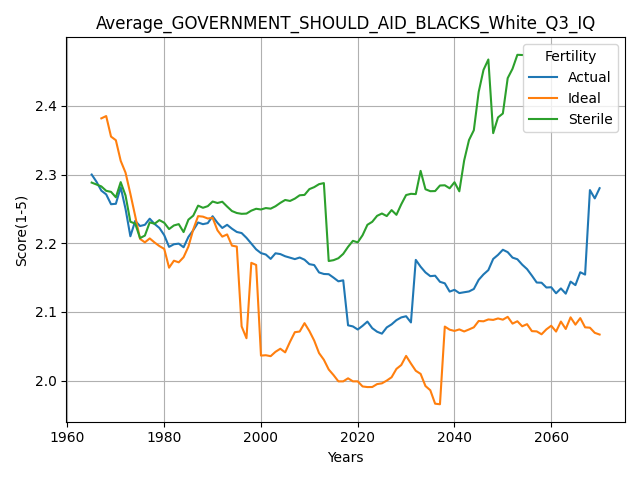 Average_GOVERNMENT_SHOULD_AID_BLACKS_White_Q3_IQ
Fertility
Actual
Ideal
Sterile
Score(1-5)
2.4
2.3
2.2
2.1
2.0
1960 1980 2000 2020 2040 2060
Years